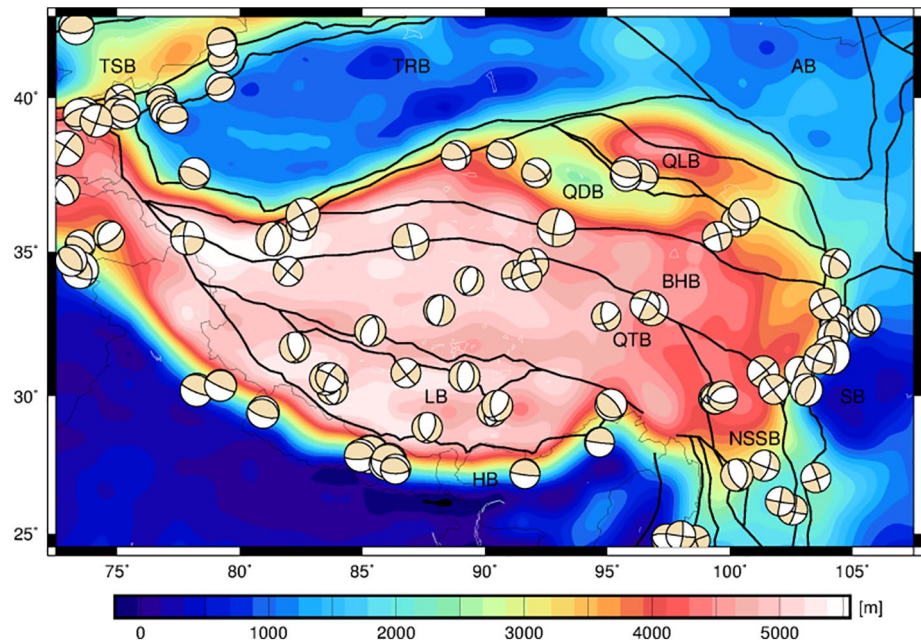 TSB
TRB
AB
40°
QLB
QDB
35°
BHB
QTB
30°
LB
SB
NSSB
HB
25°
75° 80° 85° 90° 95° 100° 105°
[m]
0 1000 2000 3000 4000 5000